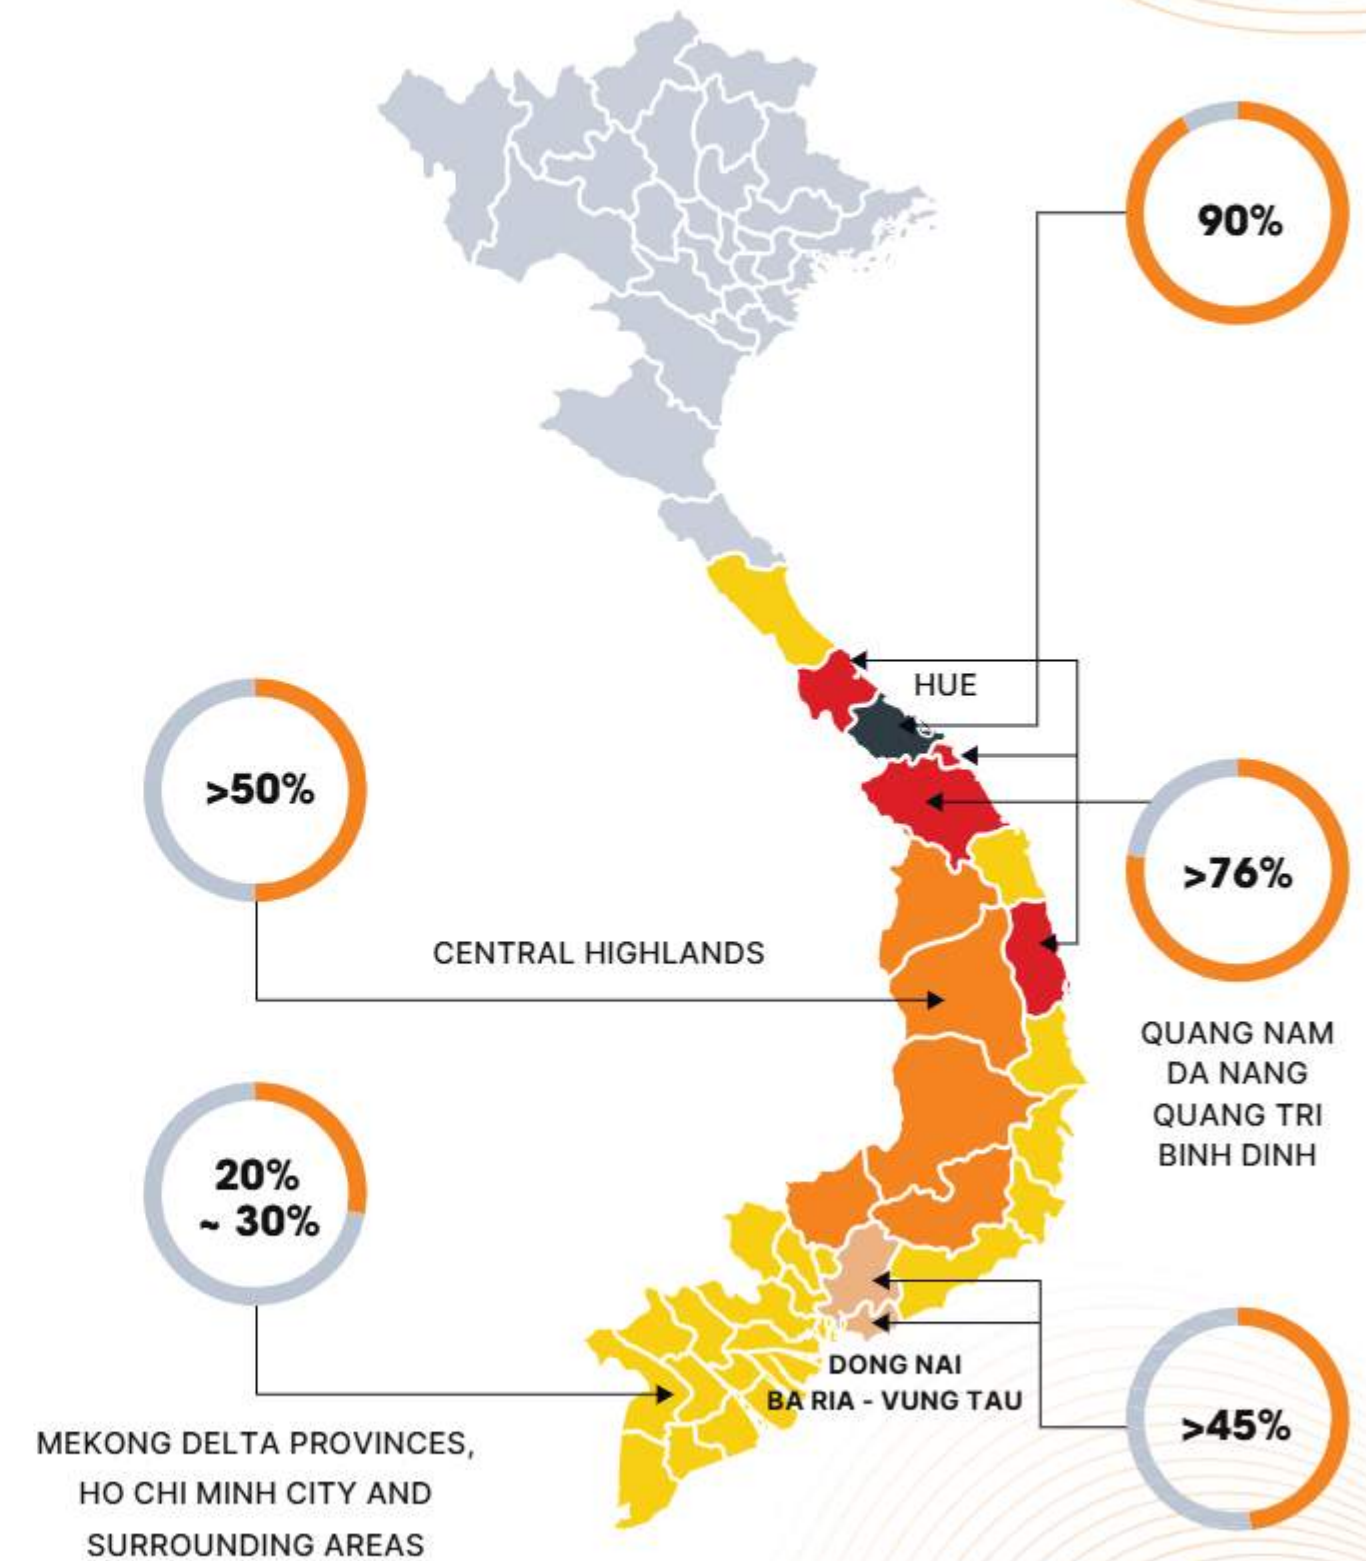 90%
HUE
>50%
>76%
CENTRAL HIGHLANDS
QUANG NAM
DA NANG
QUANG TRI
BINH DINH
20%
~ 30%
DONG NAI
BA RIA - VUNG TAU
>45%
MEKONG DELTA PROVINCES,
HO CHI MINH CITY AND
SURROUNDING AREAS